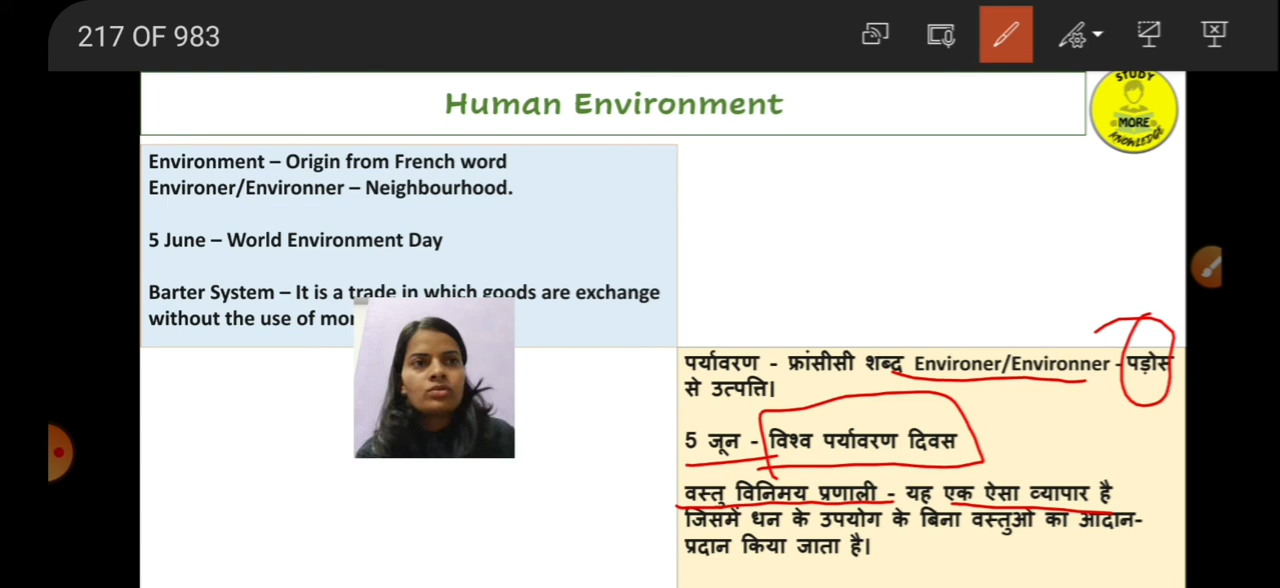 217 OF 983
Human Environment
STUDY
MORE
KNOWLEDGE
Environment – Origin from French word
Environer/Environner – Neighbourhood.
5 June – World Environment Day
Barter System – It is a trade in which goods are exchange
without the use of
पर्यावरण - फ्रांसीसी शब्द Environer/Environner - पड़ोस
से उत्पत्ति।
5 जून - विश्व पर्यावरण दिवस
वस्तु विनिमय प्रणाली - यह एक ऐसा व्यापार है
जिसमें धन के उपयोग के बिना वस्तुओं का आदान-
प्रदान किया जाता है।